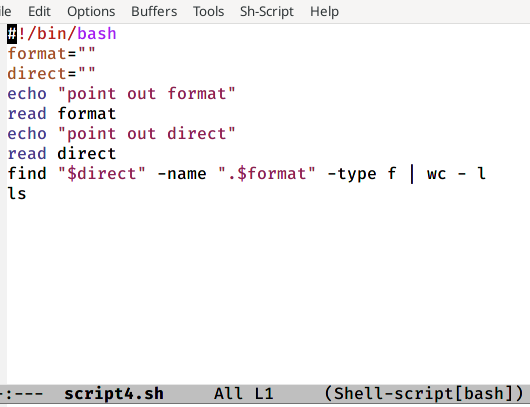 Edit Options Buffers Tools Sh-Script Help
#!/bin/bash
format=""
direct=""
echo "point out format"
read format
echo "point out direct"
read direct
find "$direct" -name ".$format" -type f | wc - l
ls
-:--- script4.sh All L1 (Shell-script[bash])